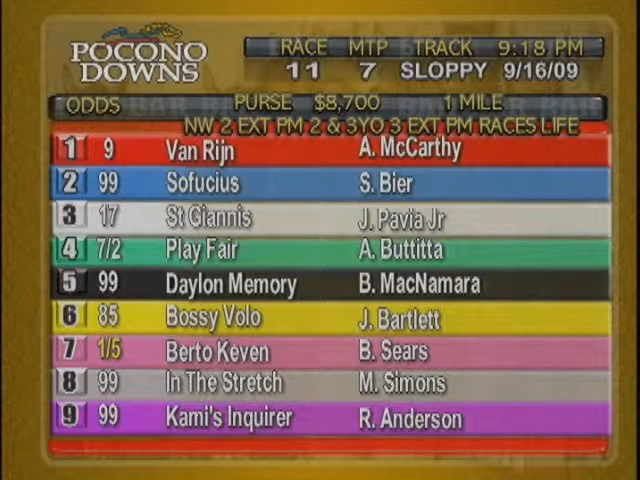 POCONO DOWNS
RACE MTP TRACK 9:18 PM
11 7 SLOPPY 9/16/09
ODDS PURSE $8,700 1 MILE
NW 2 EXT PM 2 & 3YO 3 EXT PM RACES LIFE
1 9 Van Rijn A. McCarthy
2 99 Sofucius S. Bier
3 17 St Giannis J. Pavia Jr
4 7/2 Play Fair A. Buttitta
5 99 Daylon Memory B. MacNamara
6 85 Bossy Volo J. Bartlett
7 1/5 Berto Keven B. Sears
8 99 In The Stretch M. Simons
9 99 Kami's Inquirer R. Anderson